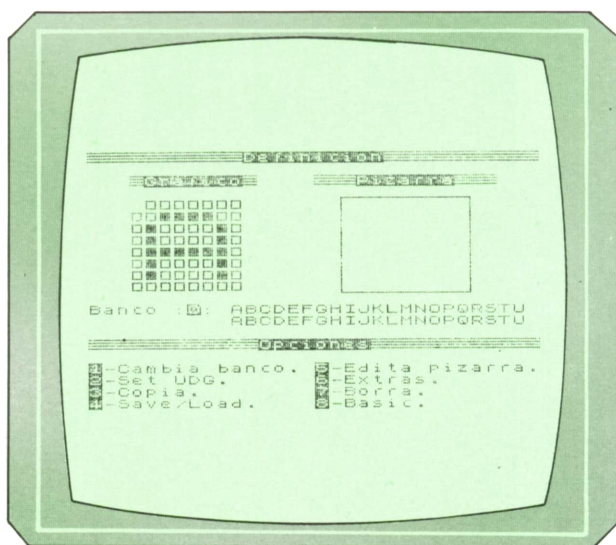 Definicion
Grafico Pizarra
Banco : : ABCDEFGHIJKLMNOPQRSTU
ABCDEFGHIJKLMNOPQRSTU
Opciones
-Cambia banco. -Edita pizarra.
-Set UDG. -Extras.
-Copia. -Borra.
-Save/Load. -Basic.